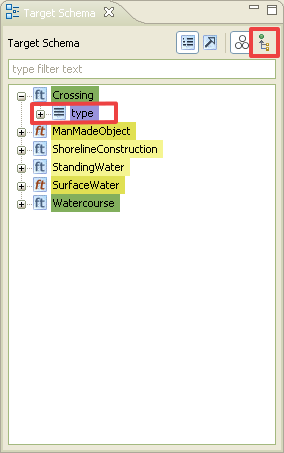 Target Schema
Target Schema
type filter text
ft Crossing
type
ft ManMadeObject
ft ShorelineConstruction
ft StandingWater
ft SurfaceWater
ft Watercourse